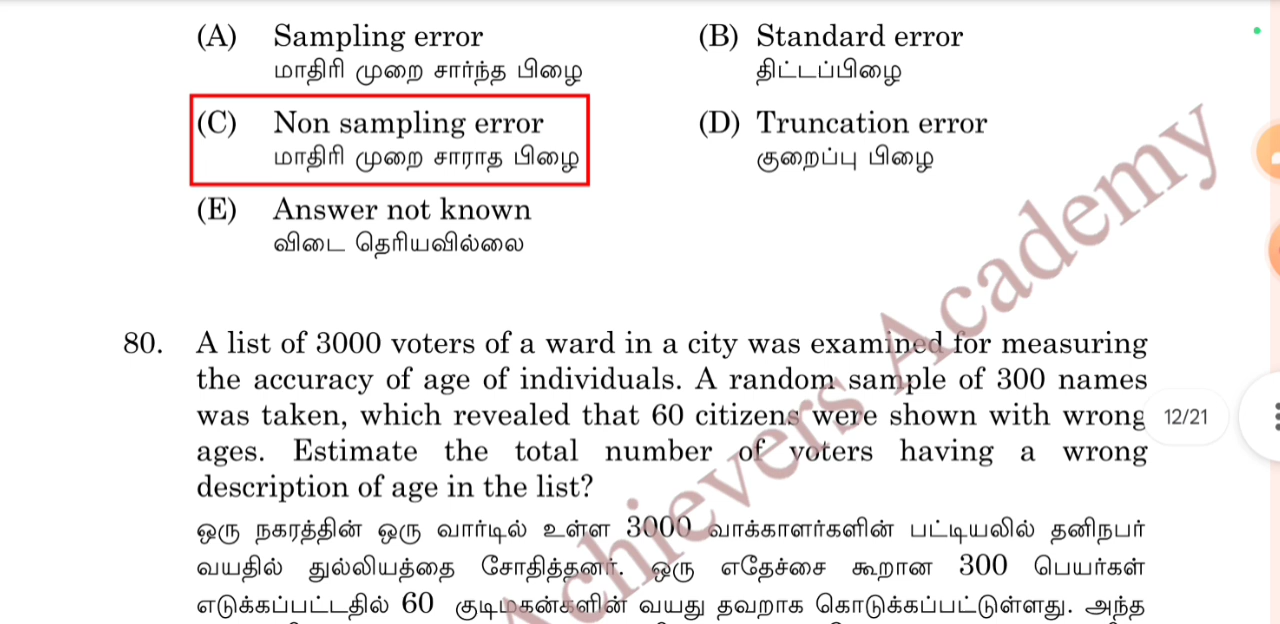 (A) Sampling error
மாதிரி முறை சார்ந்த பிழை
(B) Standard error
திட்டப்பிழை
(C) Non sampling error
மாதிரி முறை சாராத பிழை
(D) Truncation error
குறைப்பு பிழை
(E) Answer not known
விடை தெரியவில்லை
80. A list of 3000 voters of a ward in a city was examined for measuring
the accuracy of age of individuals. A random sample of 300 names
was taken, which revealed that 60 citizens were shown with wrong
ages. Estimate the total number of voters having a wrong
description of age in the list?
ஒரு நகரத்தின் ஒரு வார்டில் உள்ள 3000 வாக்காளர்களின் பட்டியலில் தனிநபர்
வயதில் துல்லியத்தை சோதித்தனர். ஒரு எதேச்சை கூறான 300 பெயர்கள்
எடுக்கப்பட்டதில் 60 குடிமகன்களின் வயது தவறாக கொடுக்கப்பட்டுள்ளது. அந்த
12/21
Achievers Academy